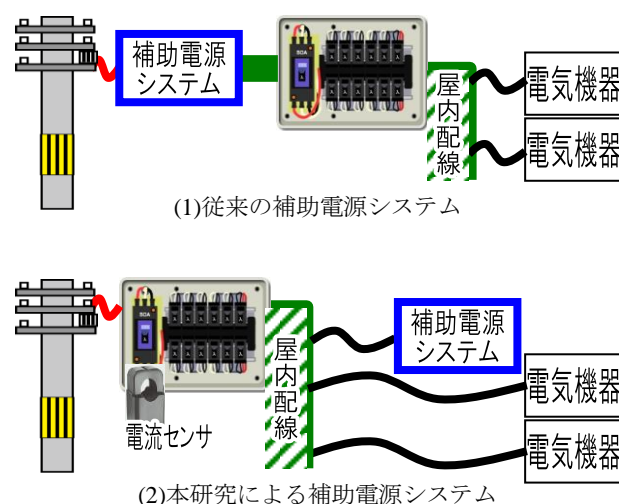 補助電源
システム
50A
屋内配線
電気機器
電気機器
(1)従来の補助電源システム
50A
電流センサ
屋内配線
補助電源
システム
電気機器
電気機器
(2)本研究による補助電源システム